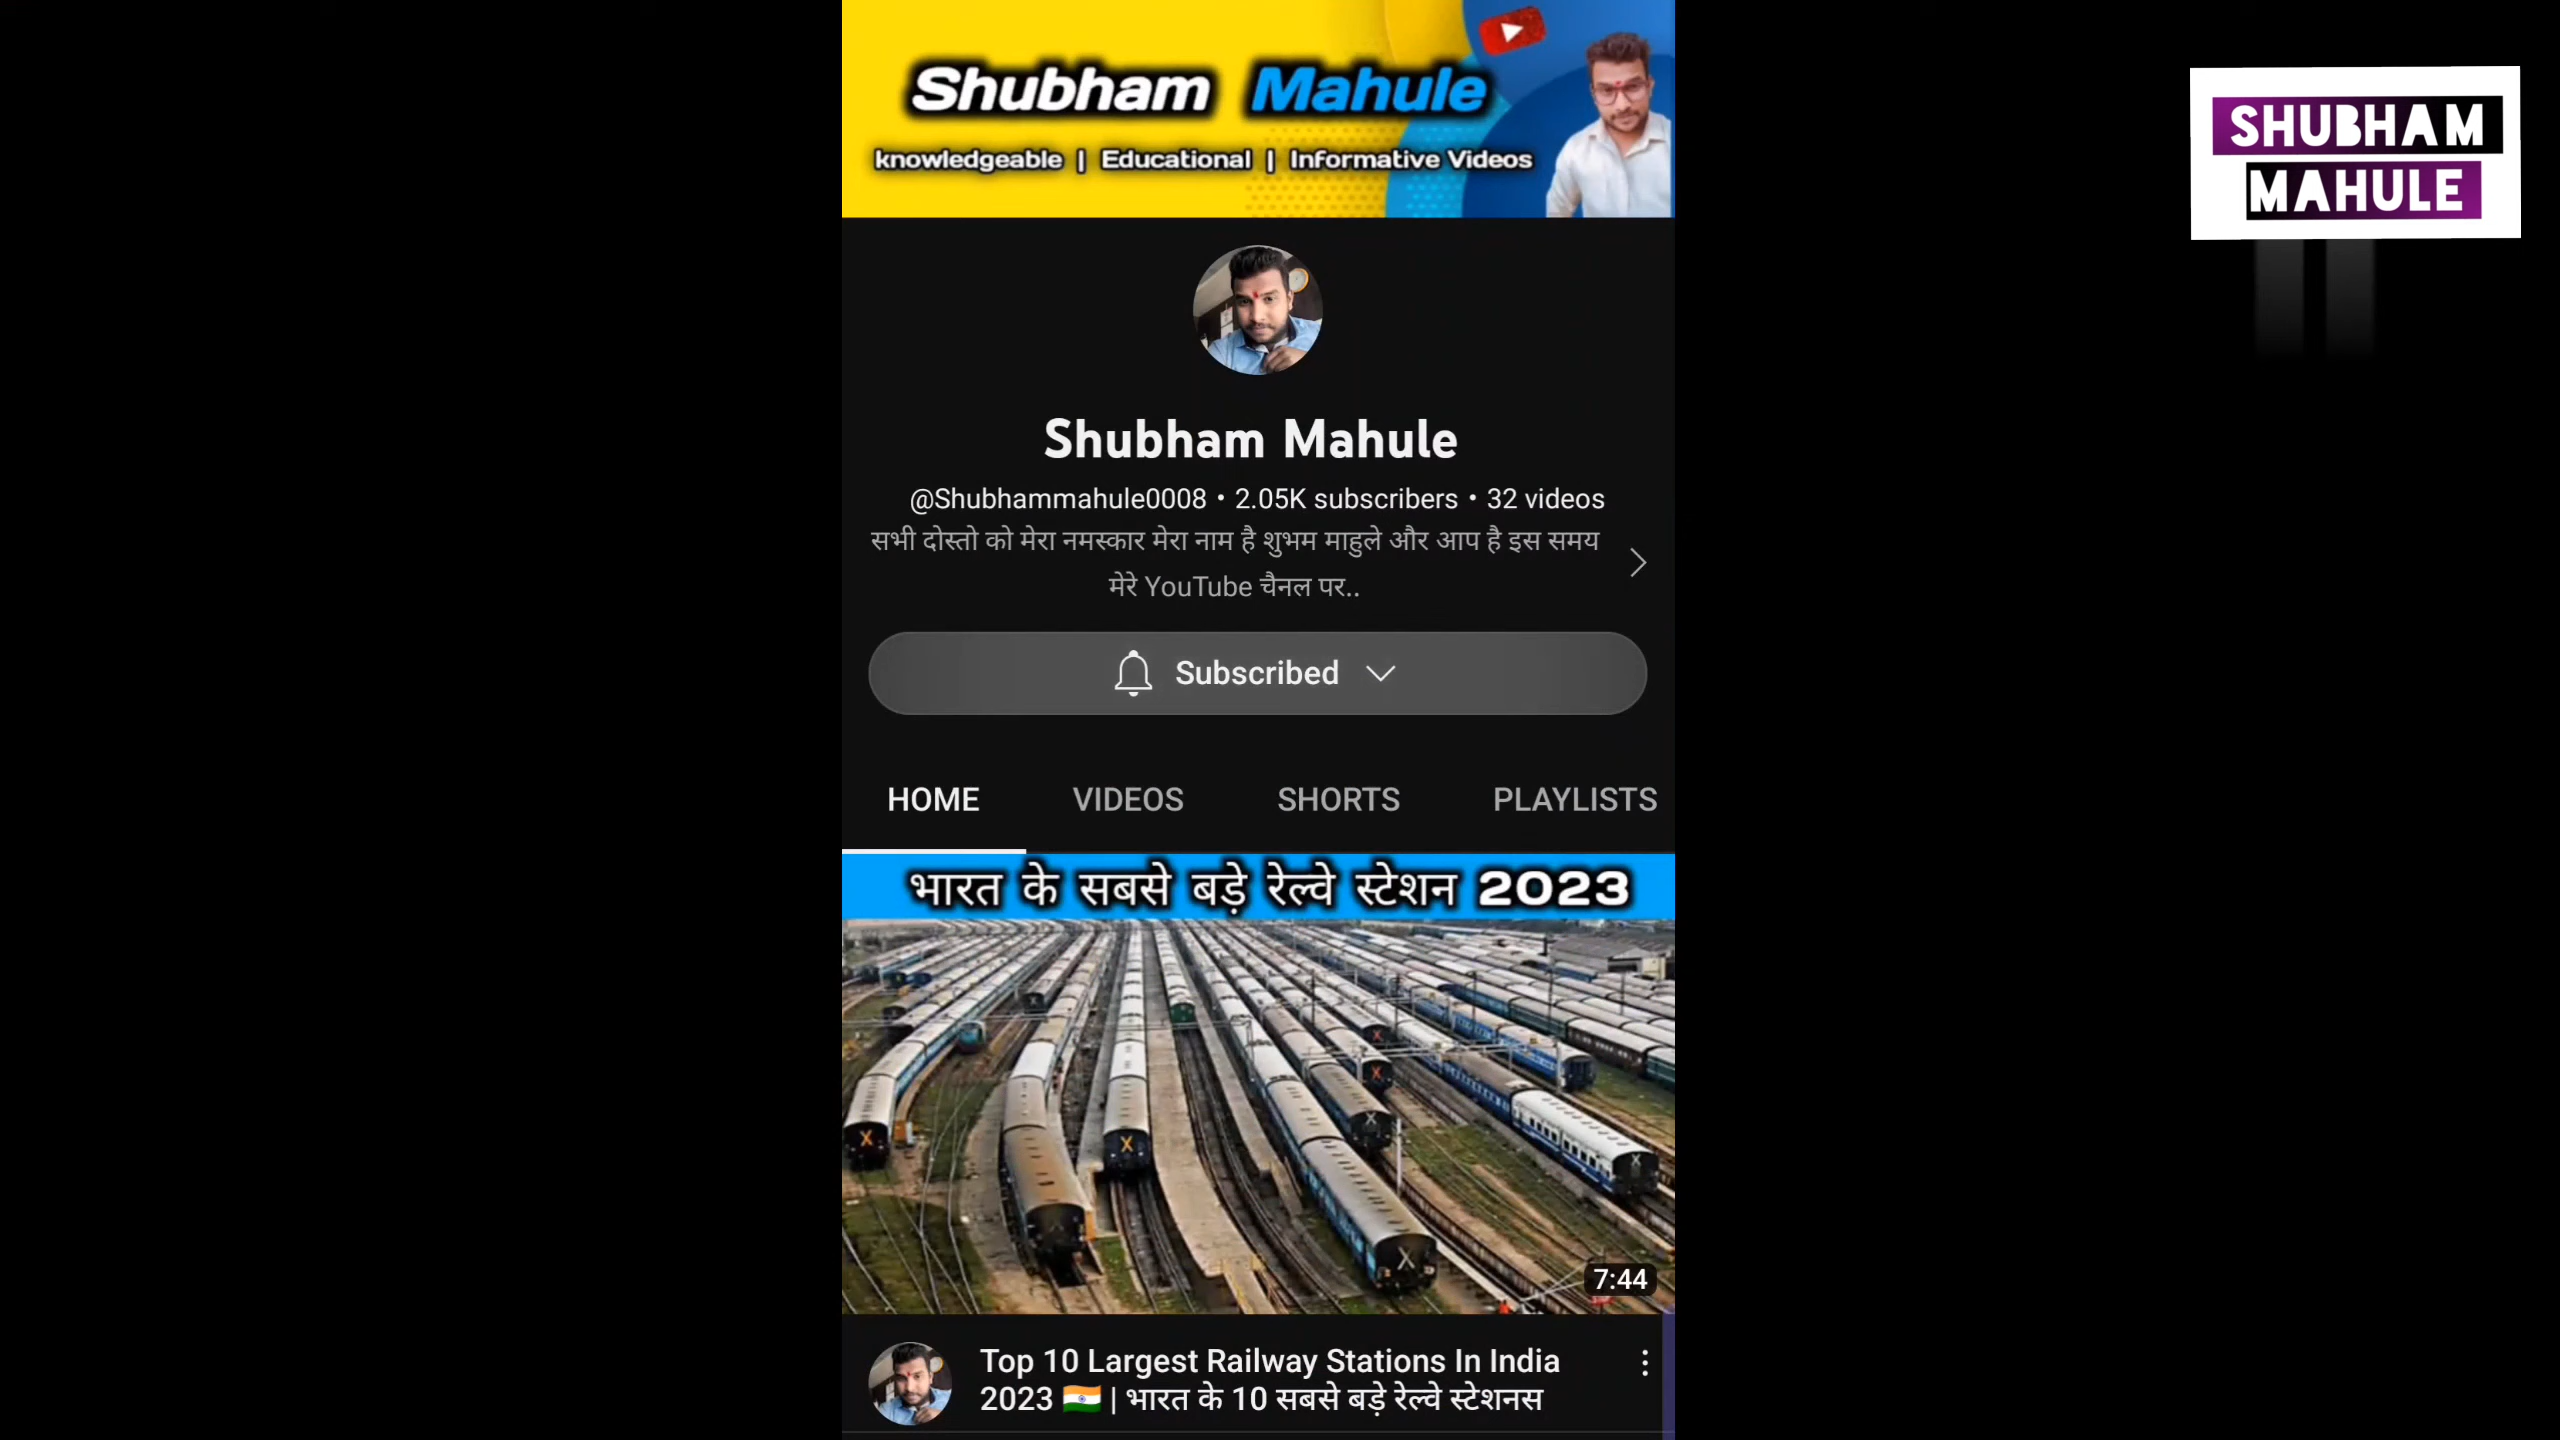 Shubham Mahule
knowledgeable | Educational | Informative Videos
SHUBHAM
MAHULE
Shubham Mahule
@Shubhammahule0008 • 2.05K subscribers • 32 videos
सभी दोस्तो को मेरा नमस्कार मेरा नाम है शुभम माहुले और आप है इस समय
मेरे YouTube चैनल पर..
Subscribed
HOME VIDEOS SHORTS PLAYLISTS
भारत के सबसे बड़े रेल्वे स्टेशन 2023
7:44
Top 10 Largest Railway Stations In India
2023 🇮🇳 | भारत के 10 सबसे बड़े रेल्वे स्टेशनस